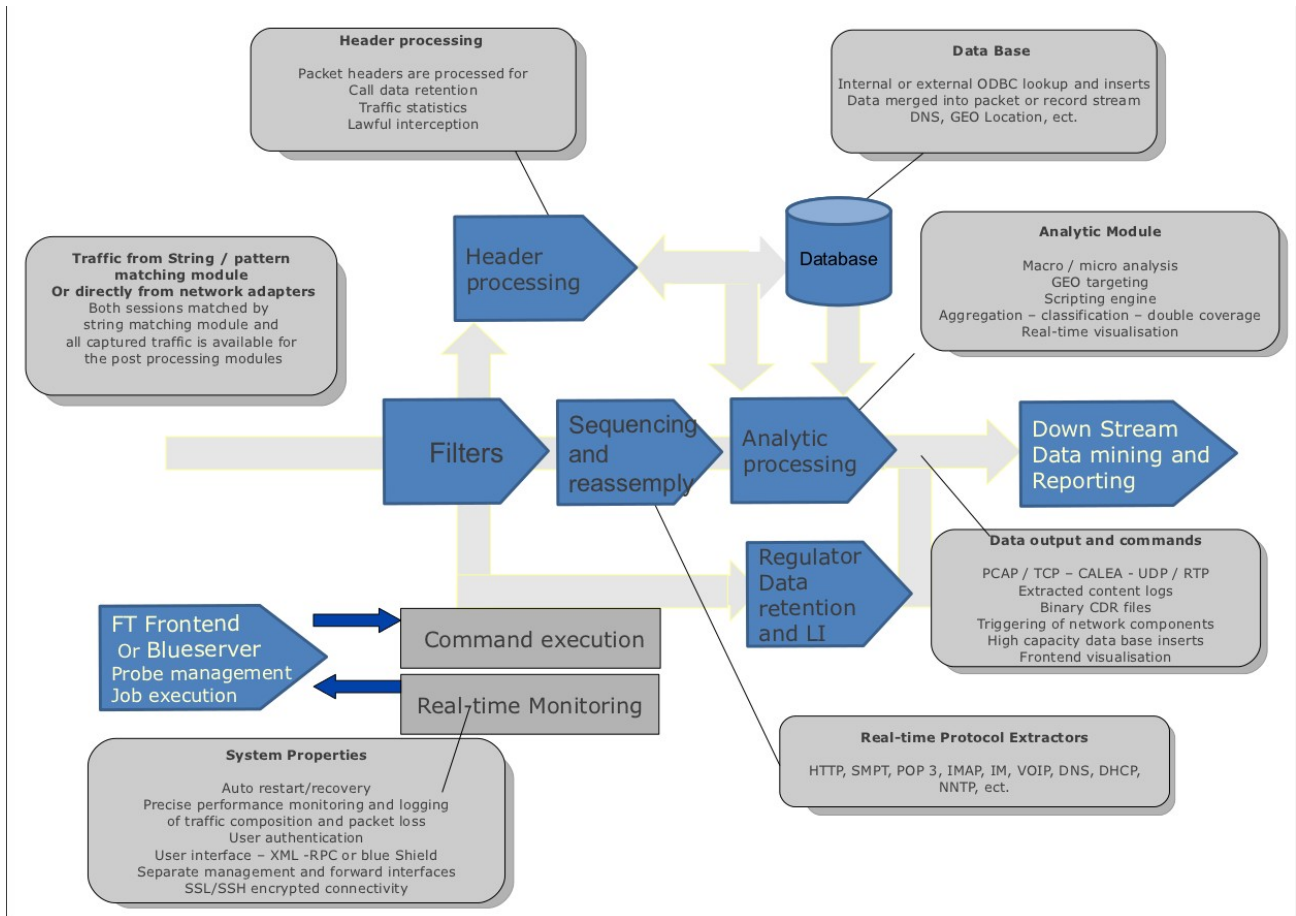 Header processing
Packet headers are processed for
Call data retention
Traffic statistics
Lawful interception
Data Base
Internal or external ODBC lookup and inserts
Data merged into packet or record stream
DNS, GEO Location, ect.
Traffic from String / pattern
matching module
Or directly from network adapters
Both sessions matched by
string matching module and
all captured traffic is available for
the post processing modules
Header
processing
Database
Analytic Module
Macro / micro analysis
GEO targeting
Scripting engine
Aggregation – classification – double coverage
Real-time visualisation
Filters
Sequencing
and
reassemply
Analytic
processing
Down Stream
Data mining and
Reporting
Regulator
Data
retention
and LI
Data output and commands
PCAP / TCP – CALEA - UDP / RTP
Extracted content logs
Binary CDR files
Triggering of network components
High capacity data base inserts
Frontend visualisation
FT Frontend
Or Blueserver
Probe management
Job execution
Command execution
Real-time Monitoring
System Properties
Auto restart/recovery
Precise performance monitoring and logging
of traffic composition and packet loss
User authentication
User interface – XML -RPC or blue Shield
Separate management and forward interfaces
SSL/SSH encrypted connectivity
Real-time Protocol Extractors
HTTP, SMPT, POP 3, IMAP, IM, VOIP, DNS, DHCP,
NNTP, ect.